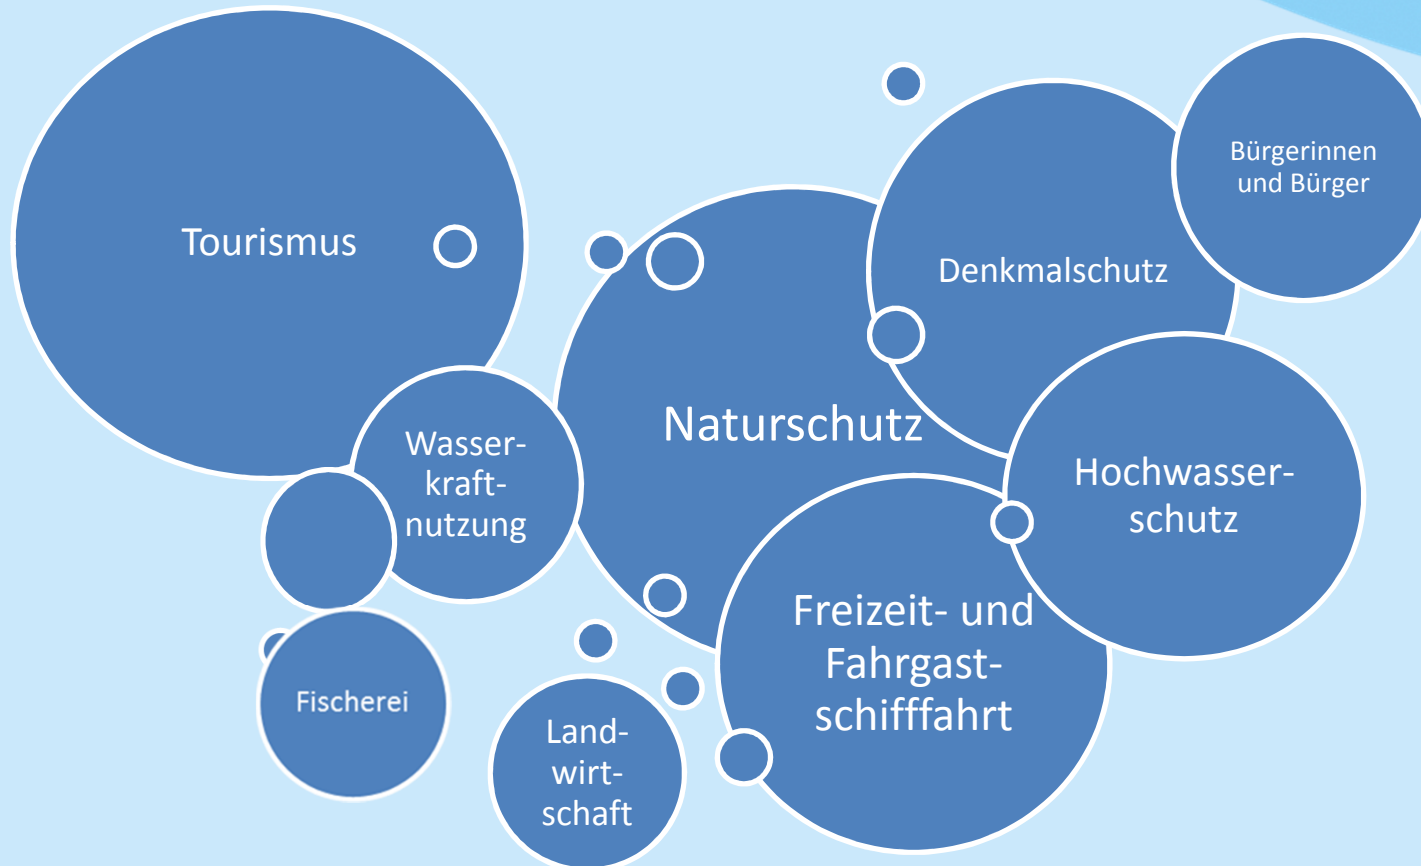 Tourismus
Bürgerinnen
und Bürger
Denkmalschutz
Naturschutz
Wasser-
kraft-
nutzung
Hochwasser-
schutz
Freizeit- und
Fahrgast-
schifffahrt
Fischerei
Land-
wirt-
schaft